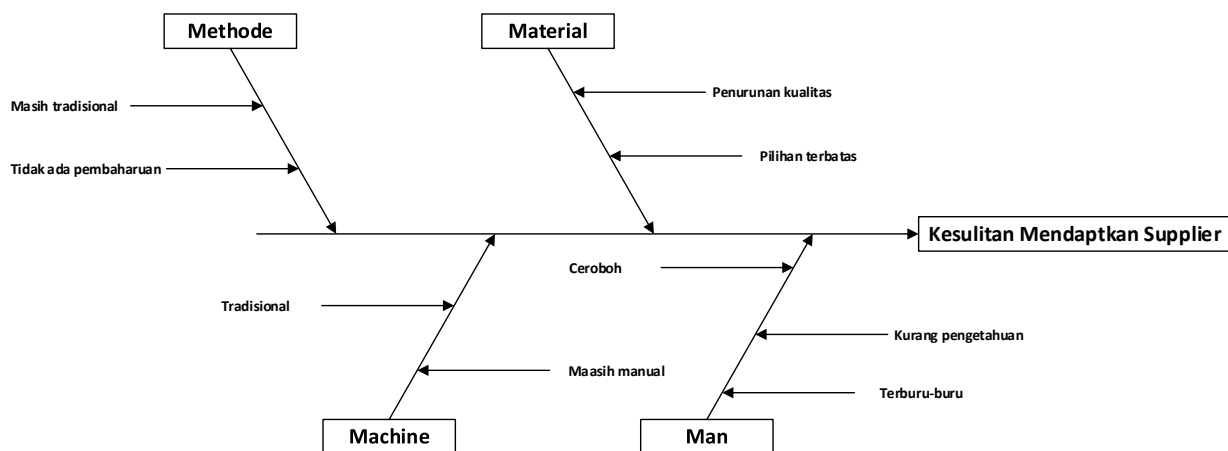 Methode
Material
Masih tradisional
Penurunan kualitas
Tidak ada pembaharuan
Pilihan terbatas
Kesulitan Mendaptkan Supplier
Ceroboh
Tradisional
Kurang pengetahuan
Maasih manual
Terburu-buru
Machine
Man